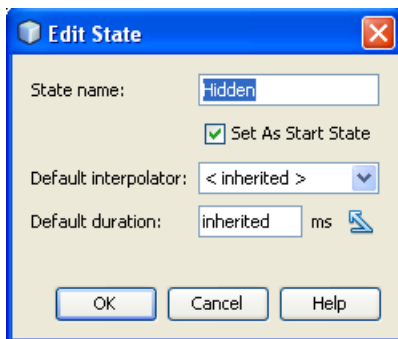 Edit State
State name: Hidden
Set As Start State
Default interpolator: < inherited >
Default duration: inherited ms
OK Cancel Help